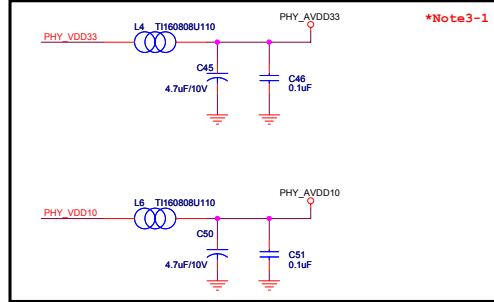 PHY_AVDD33
*Note3-1
L4 TI160808U110
PHY_VDD33
C45
4.7uF/10V
C46
0.1uF
PHY_AVDD10
L6 TI160808U110
PHY_VDD10
C50
4.7uF/10V
C51
0.1uF